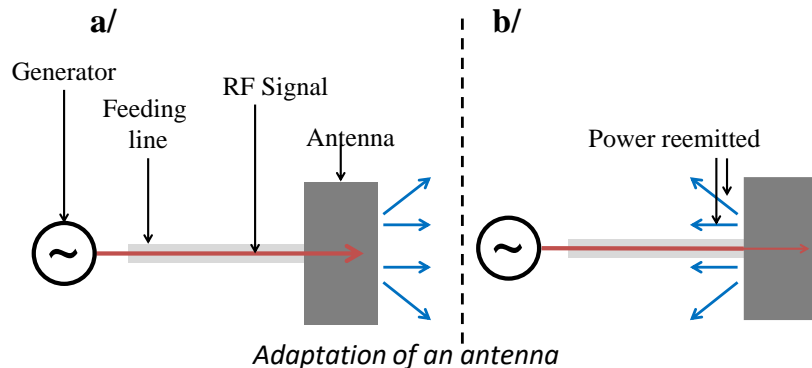 a/
b/
Generator
Feeding
line
RF Signal
Antenna
Power reemitted
~
~
Adaptation of an antenna